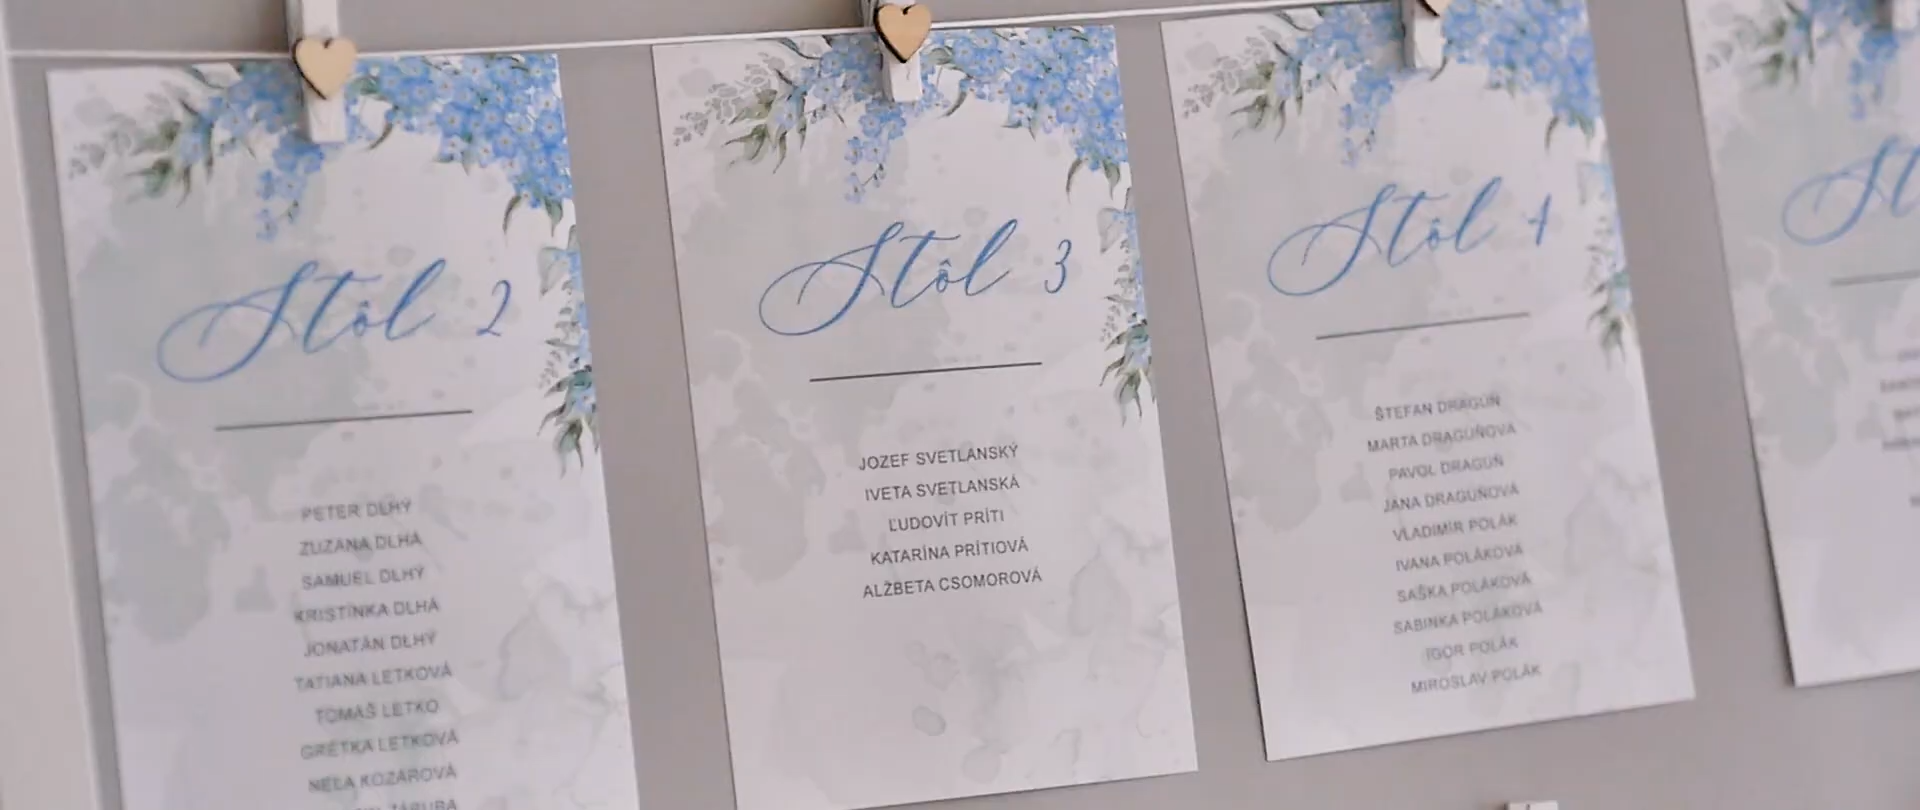 Stôl 2
PETER DLHÝ
ZUZANA DLHÁ
SAMUEL DLHÝ
KRISTÍNKA DLHÁ
JONATÁN DLHÝ
TATIANA LETKOVÁ
TOMÁŠ LETKO
GRÉTKA LETKOVÁ
NELA KOZÁROVÁ
ZÁRUBA
Stôl 3
JOZEF SVETLANSKÝ
IVETA SVETLANSKÁ
ĽUDOVÍT PRÍTI
KATARÍNA PRÍTIOVÁ
ALŽBETA CSOMOROVÁ
Stôl 4
ŠTEFAN DRAGUŇ
MARTA DRAGUŇOVÁ
PAVOL DRAGUŇ
JANA DRAGUŇOVÁ
VLADIMÍR POLÁK
IVANA POLÁKOVÁ
SAŠKA POLÁKOVÁ
SABINKA POLÁKOVÁ
IGOR POLÁK
MIROSLAV POLÁK
St